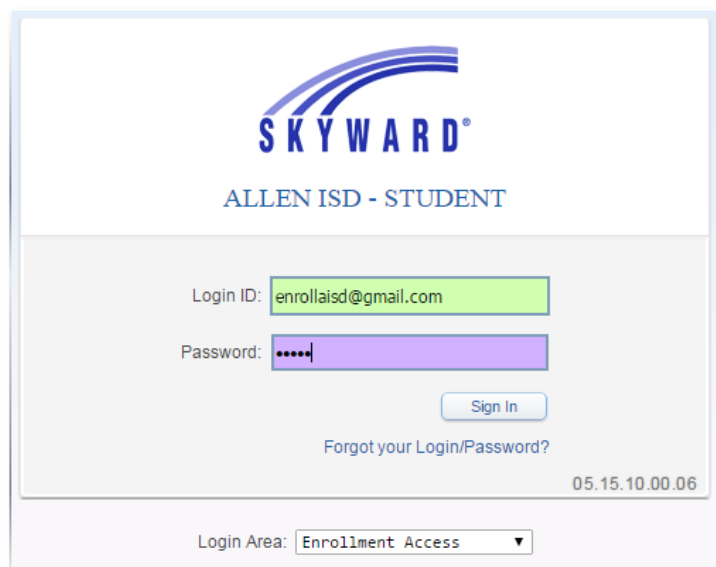 SKYWARD®
ALLEN ISD - STUDENT
Login ID: enrollaisd@gmail.com
Password: •••••
Sign In
Forgot your Login/Password?
05.15.10.00.06
Login Area: Enrollment Access